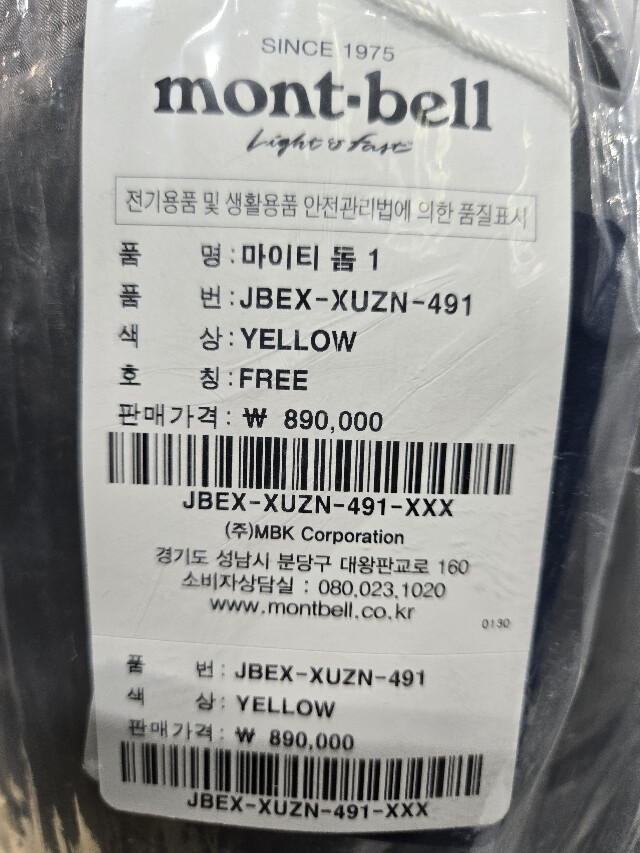 SINCE 1975
mont-bell
Light & Fast
전기용품 및 생활용품 안전관리법에 의한 품질표시
품 명 : 마이티 돔 1
품 번 : JBEX-XUZN-491
색 상 : YELLOW
호 칭 : FREE
판매가격 : ₩ 890,000
JBEX-XUZN-491-XXX
(주)MBK Corporation
경기도 성남시 분당구 대왕판교로 160
소비자상담실 : 080.023.1020
www.montbell.co.kr
0130
품 번 : JBEX-XUZN-491
색 상 : YELLOW
판매가격 : ₩ 890,000
JBEX-XUZN-491-XXX